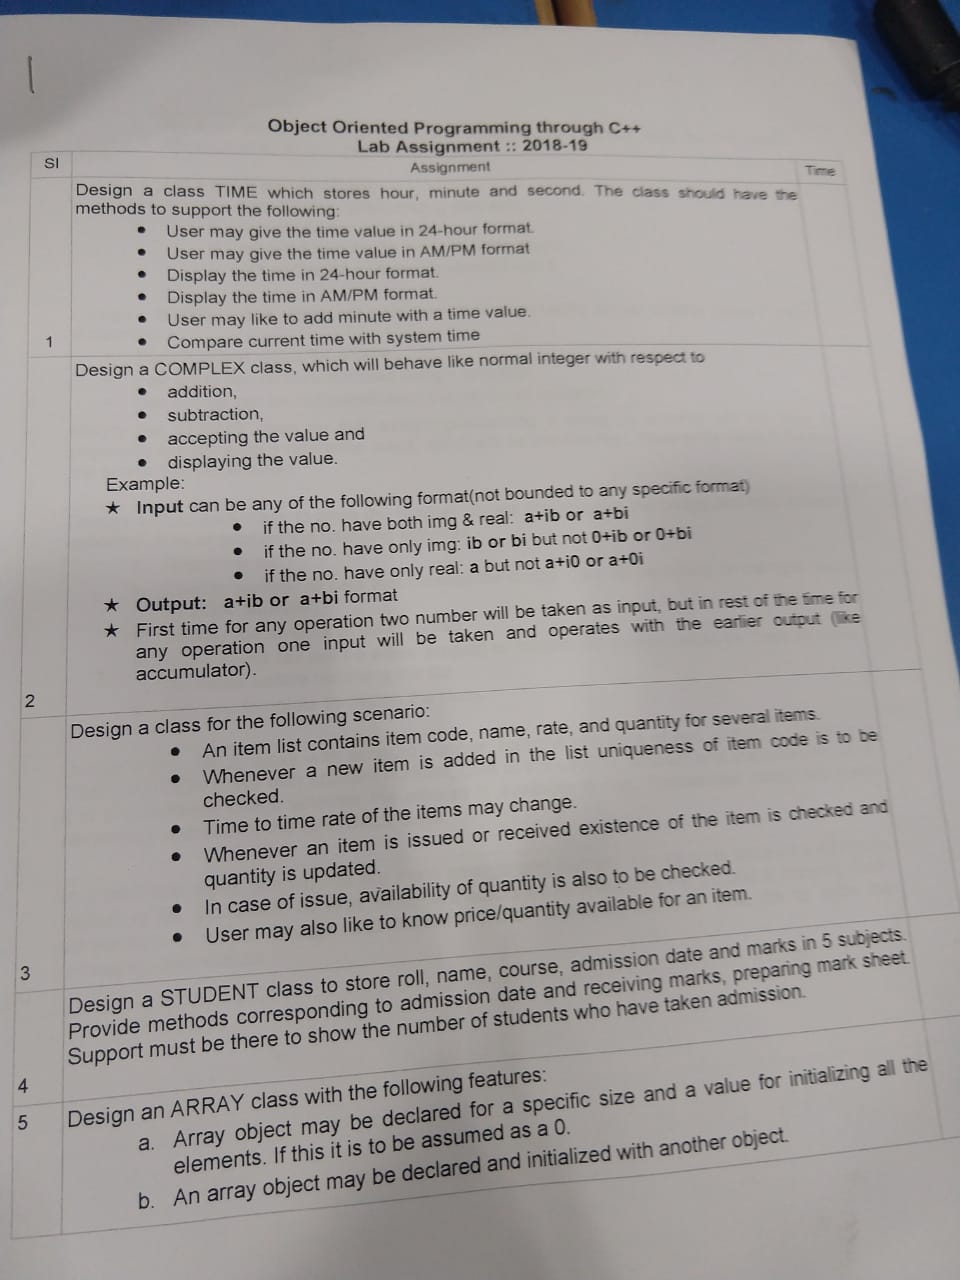 Object Oriented Programming through C++
Lab Assignment :: 2018-19
Sl Assignment Time
Design a class TIME which stores hour, minute and second. The class should have the
methods to support the following:
• User may give the time value in 24-hour format.
• User may give the time value in AM/PM format
• Display the time in 24-hour format.
• Display the time in AM/PM format.
• User may like to add minute with a time value.
1 • Compare current time with system time
Design a COMPLEX class, which will behave like normal integer with respect to
• addition,
• subtraction,
• accepting the value and
• displaying the value.
Example:
★ Input can be any of the following format(not bounded to any specific format)
• if the no. have both img & real: a+ib or a+bi
• if the no. have only img: ib or bi but not 0+ib or 0+bi
• if the no. have only real: a but not a+i0 or a+0i
★ Output: a+ib or a+bi format
★ First time for any operation two number will be taken as input, but in rest of the time for
any operation one input will be taken and operates with the earlier output (like
accumulator).
2
Design a class for the following scenario:
• An item list contains item code, name, rate, and quantity for several items.
• Whenever a new item is added in the list uniqueness of item code is to be
checked.
• Time to time rate of the items may change.
• Whenever an item is issued or received existence of the item is checked and
quantity is updated.
• In case of issue, availability of quantity is also to be checked.
• User may also like to know price/quantity available for an item.
3
Design a STUDENT class to store roll, name, course, admission date and marks in 5 subjects.
Provide methods corresponding to admission date and receiving marks, preparing mark sheet.
Support must be there to show the number of students who have taken admission.
4
5 Design an ARRAY class with the following features:
a. Array object may be declared for a specific size and a value for initializing all the
elements. If this it is to be assumed as a 0.
b. An array object may be declared and initialized with another object.